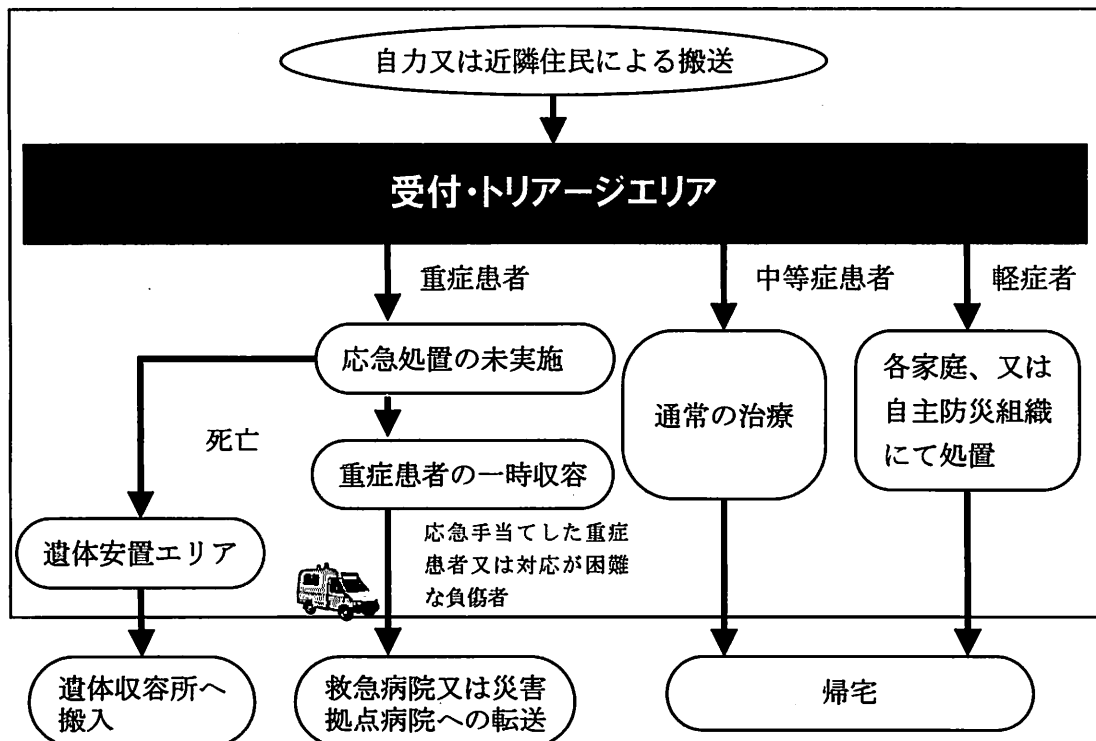 自力又は近隣住民による搬送
受付・トリアージエリア
重症患者
中等症患者
軽症者
応急処置の未実施
各家庭、又は
自主防災組織
にて処置
通常の治療
死亡
重症患者の一時収容
遺体安置エリア
応急手当てした重症
患者又は対応が困難
な負傷者
遺体収容所へ
搬入
救急病院又は災害
拠点病院への転送
帰宅